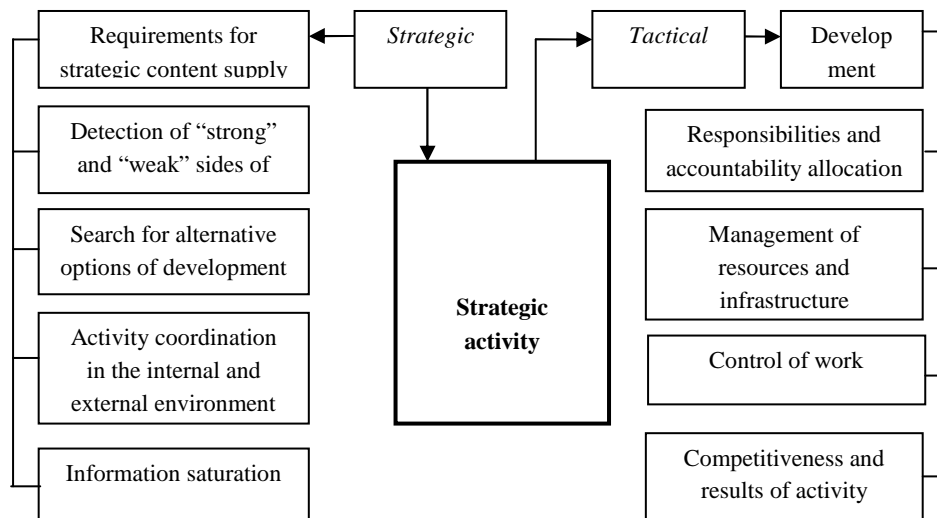 Requirements for
strategic content supply
Strategic
Tactical
Develop
ment
Detection of “strong”
and “weak” sides of
Search for alternative
options of development
Activity coordination
in the internal and
external environment
Information saturation
Strategic
activity
Responsibilities and
accountability allocation
Management of
resources and
infrastructure
Control of work
Competitiveness and
results of activity